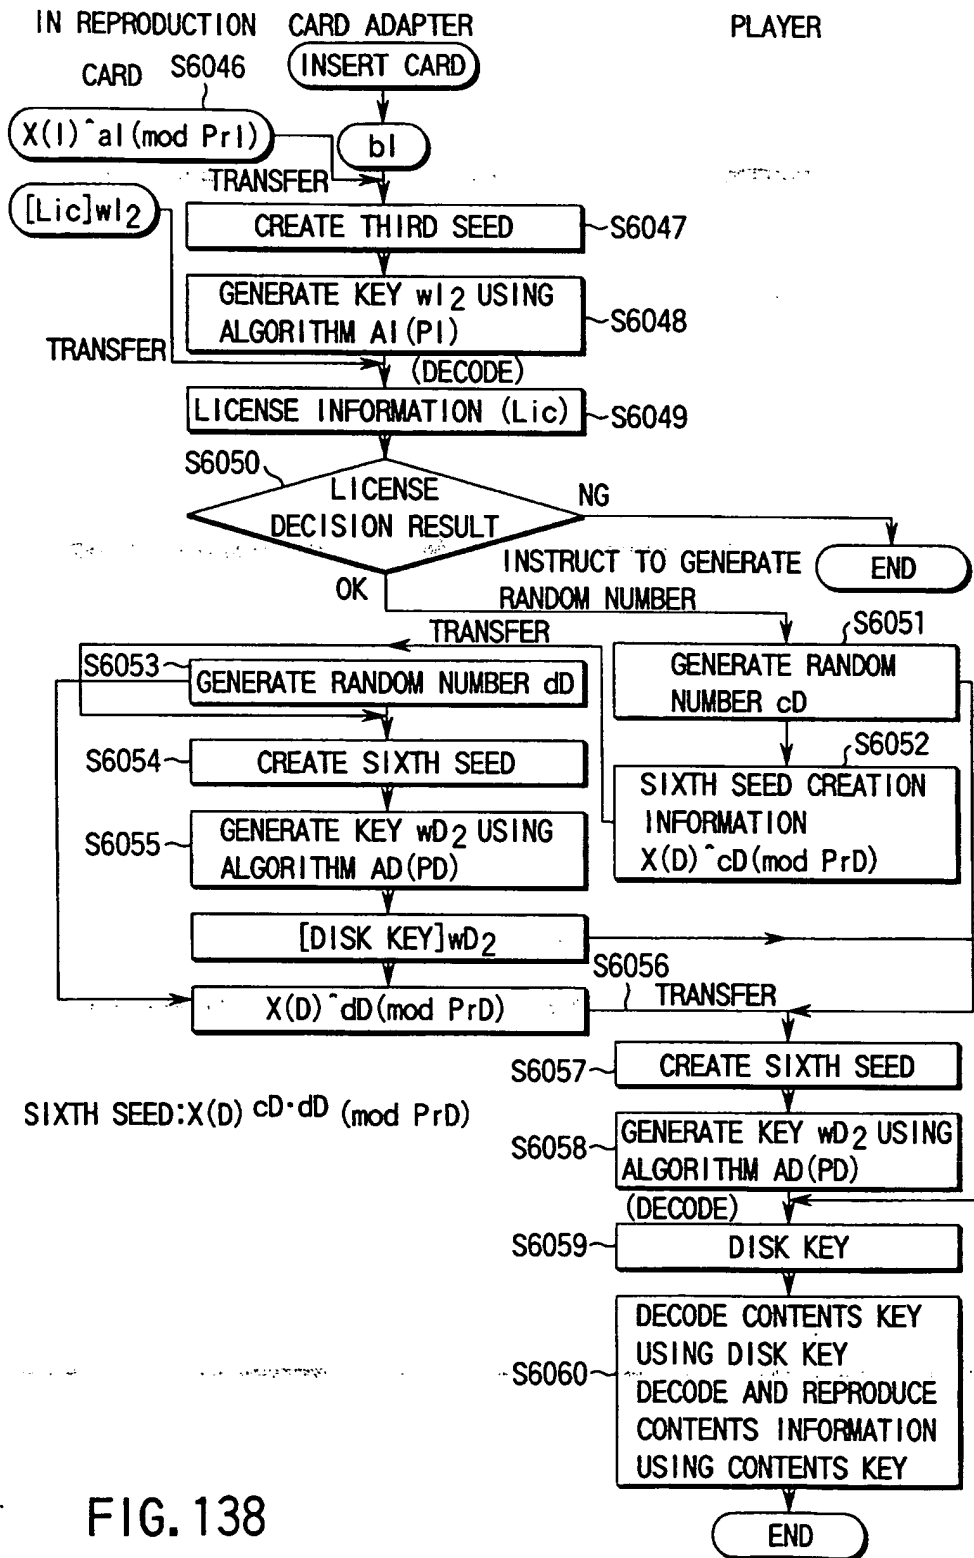 IN REPRODUCTION CARD ADAPTER PLAYER
CARD S6046 INSERT CARD
X(I)^aI(mod PrI) bI
TRANSFER
[Lic]wI2
CREATE THIRD SEED S6047
GENERATE KEY wI2 USING
ALGORITHM AI(PI) S6048
TRANSFER (DECODE)
LICENSE INFORMATION (Lic) S6049
S6050
LICENSE
DECISION RESULT
NG
OK
END
INSTRUCT TO GENERATE
RANDOM NUMBER
TRANSFER
S6051
GENERATE RANDOM
NUMBER cD
S6052
SIXTH SEED CREATION
INFORMATION
X(D)^cD(mod PrD)
S6053 GENERATE RANDOM NUMBER dD
S6054 CREATE SIXTH SEED
S6055 GENERATE KEY wD2 USING
ALGORITHM AD(PD)
[DISK KEY]wD2
S6056
X(D)^dD(mod PrD) TRANSFER
S6057 CREATE SIXTH SEED
SIXTH SEED:X(D) cD·dD (mod PrD)
S6058 GENERATE KEY wD2 USING
ALGORITHM AD(PD)
(DECODE)
S6059 DISK KEY
S6060 DECODE CONTENTS KEY
USING DISK KEY
DECODE AND REPRODUCE
CONTENTS INFORMATION
USING CONTENTS KEY
END
FIG. 138